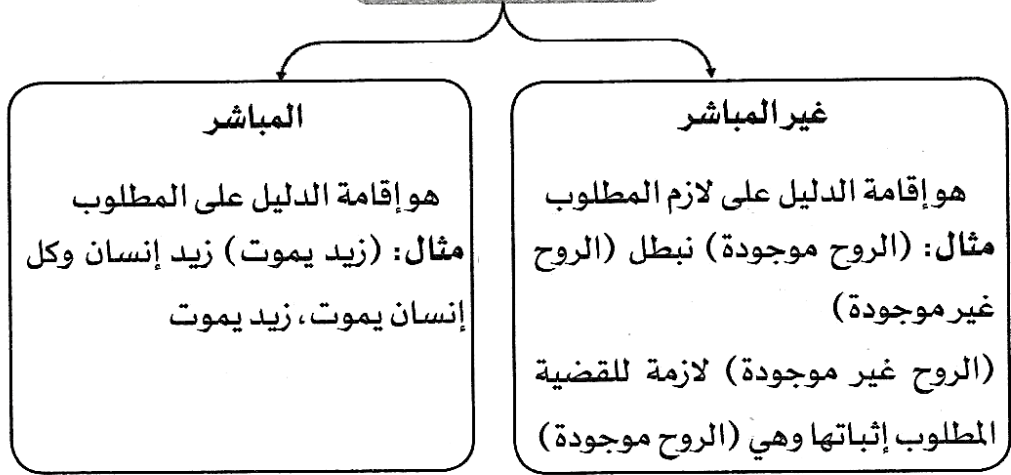 غير المباشر
هو إقامة الدليل على لازم المطلوب
مثال: (الروح موجودة) نبطل (الروح
غير موجودة)
(الروح غير موجودة) لازمة للقضية
المطلوب إثباتها وهي (الروح موجودة)
المباشر
هو إقامة الدليل على المطلوب
مثال: (زيد يموت) زيد إنسان وكل
إنسان يموت، زيد يموت